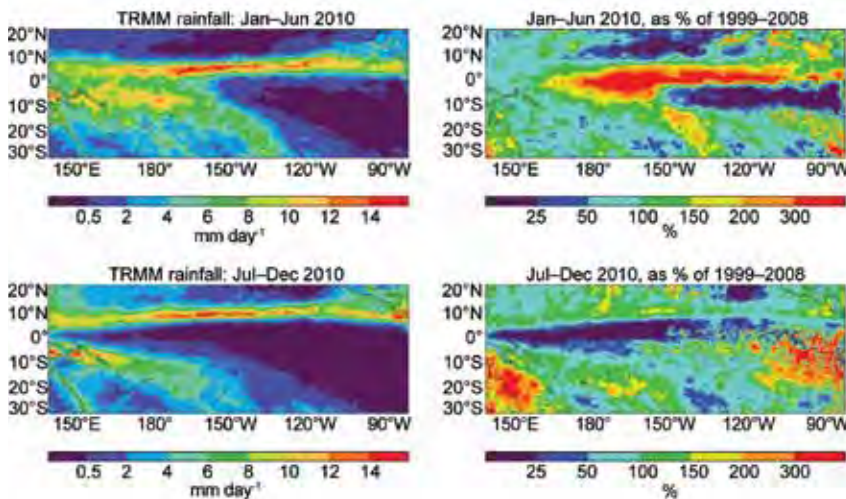 TRMM rainfall: Jan–Jun 2010
20°N
10°N
0°
10°S
20°S
30°S
150°E 180° 150°W 120°W 90°W
0.5 2 4 6 8 10 12 14
mm day⁻¹
Jan–Jun 2010, as % of 1999–2008
20°N
10°N
0°
10°S
20°S
30°S
150°E 180° 150°W 120°W 90°W
25 50 100 150 200 300
%
TRMM rainfall: Jul–Dec 2010
20°N
10°N
0°
10°S
20°S
30°S
150°E 180° 150°W 120°W 90°W
0.5 2 4 6 8 10 12 14
mm day⁻¹
Jul–Dec 2010, as % of 1999–2008
20°N
10°N
0°
10°S
20°S
30°S
150°E 180° 150°W 120°W 90°W
25 50 100 150 200 300
%